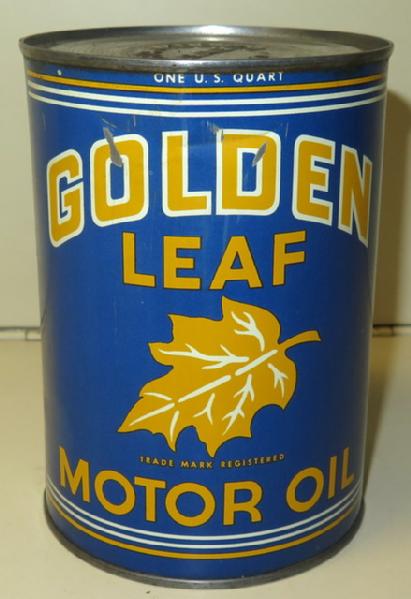 ONE U.S. QUART
GOLDEN
LEAF
TRADE MARK REGISTERED
MOTOR OIL